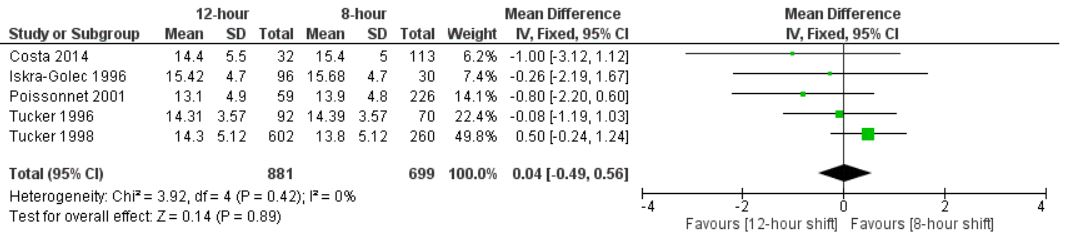 12-hour 8-hour Mean Difference Mean Difference
Study or Subgroup Mean SD Total Mean SD Total Weight IV, Fixed, 95% CI IV, Fixed, 95% CI
Costa 2014 14.4 5.5 32 15.4 5 113 6.2% -1.00 [-3.12, 1.12]
Iskra-Golec 1996 15.42 4.7 96 15.68 4.7 30 7.4% -0.26 [-2.19, 1.67]
Poissonnet 2001 13.1 4.9 59 13.9 4.8 226 14.1% -0.80 [-2.20, 0.60]
Tucker 1996 14.31 3.57 92 14.39 3.57 70 22.4% -0.08 [-1.19, 1.03]
Tucker 1998 14.3 5.12 602 13.8 5.12 260 49.8% 0.50 [-0.24, 1.24]
Total (95% CI) 881 699 100.0% 0.04 [-0.49, 0.56]
Heterogeneity: Chi² = 3.92, df = 4 (P = 0.42); I² = 0%
Test for overall effect: Z = 0.14 (P = 0.89)
-4 -2 0 2 4
Favours [12-hour shift] Favours [8-hour shift]